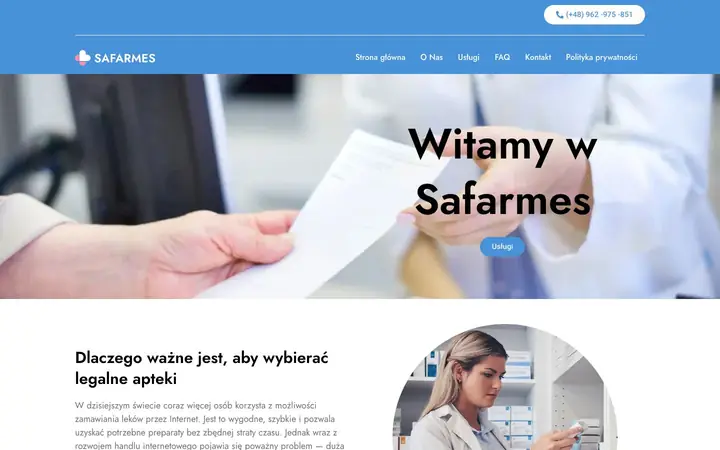 (+48) 962 -975 -851
SAFARMES
Strona główna O Nas Usługi FAQ Kontakt Polityka prywatności
Witamy w
Safarmes
Usługi
Dlaczego ważne jest, aby wybierać
legalne apteki
W dzisiejszym świecie coraz więcej osób korzysta z możliwości
zamawiania leków przez Internet. Jest to wygodne, szybkie i pozwala
uzyskać potrzebne preparaty bez zbędnej straty czasu. Jednak wraz z
rozwojem handlu internetowego pojawia się poważny problem — duża